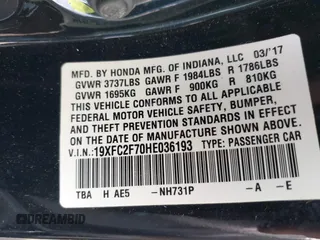 MFD. BY HONDA MFG. OF INDIANA, LLC 03/'17
GVWR 3737LBS GAWR F 1984LBS R 1786LBS
GVWR 1695KG GAWR F 900KG R 810KG
THIS VEHICLE CONFORMS TO ALL APPLICABLE
FEDERAL MOTOR VEHICLE SAFETY, BUMPER,
AND THEFT PREVENTION STANDARDS IN EFFECT ON
THE DATE OF MANUFACTURE SHOWN ABOVE.
V.I.N.: 19XFC2F70HE036193 TYPE: PASSENGER CAR
TBA H AE5 -NH731P -A -E
DREAMBID